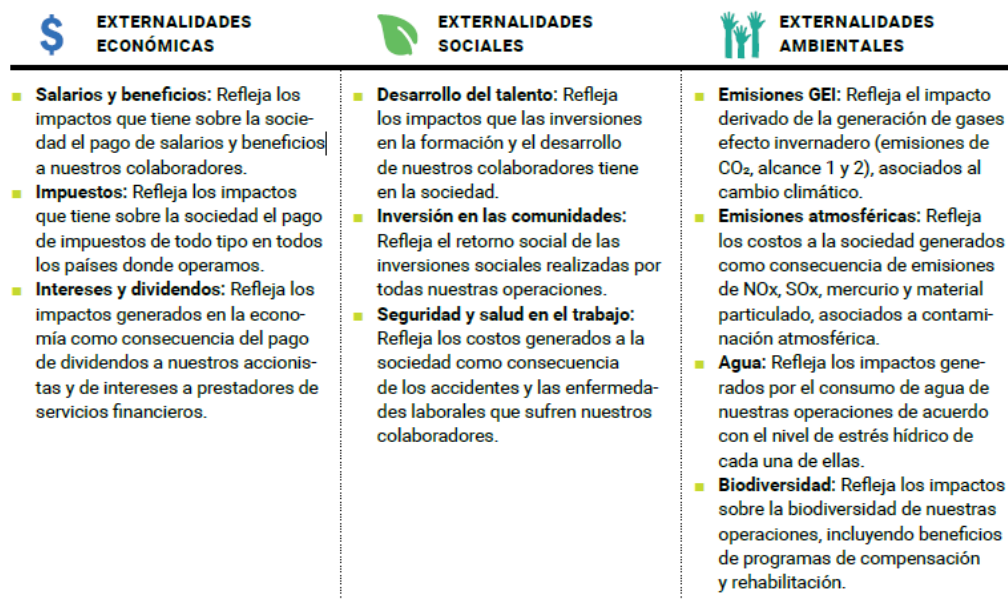 $ EXTERNALIDADES
ECONÓMICAS
■ Salarios y beneficios: Refleja los
impactos que tiene sobre la socie-
dad el pago de salarios y beneficios
a nuestros colaboradores.
■ Impuestos: Refleja los impactos
que tiene sobre la sociedad el pago
de impuestos de todo tipo en todos
los países donde operamos.
■ Intereses y dividendos: Refleja los
impactos generados en la econo-
mía como consecuencia del pago
de dividendos a nuestros accionis-
tas y de intereses a prestadores de
servicios financieros.
EXTERNALIDADES
SOCIALES
■ Desarrollo del talento: Refleja
los impactos que las inversiones
en la formación y el desarrollo
de nuestros colaboradores tiene
en la sociedad.
■ Inversión en las comunidades:
Refleja el retorno social de las
inversiones sociales realizadas por
todas nuestras operaciones.
■ Seguridad y salud en el trabajo:
Refleja los costos generados a la
sociedad como consecuencia
de los accidentes y las enfermeda-
des laborales que sufren nuestros
colaboradores.
EXTERNALIDADES
AMBIENTALES
■ Emisiones GEI: Refleja el impacto
derivado de la generación de gases
efecto invernadero (emisiones de
CO₂, alcance 1 y 2), asociados al
cambio climático.
■ Emisiones atmosféricas: Refleja
los costos a la sociedad generados
como consecuencia de emisiones
de NOx, SOx, mercurio y material
particulado, asociados a contami-
nación atmosférica.
■ Agua: Refleja los impactos gene-
rados por el consumo de agua de
nuestras operaciones de acuerdo
con el nivel de estrés hídrico de
cada una de ellas.
■ Biodiversidad: Refleja los impactos
sobre la biodiversidad de nuestras
operaciones, incluyendo beneficios
de programas de compensación
y rehabilitación.